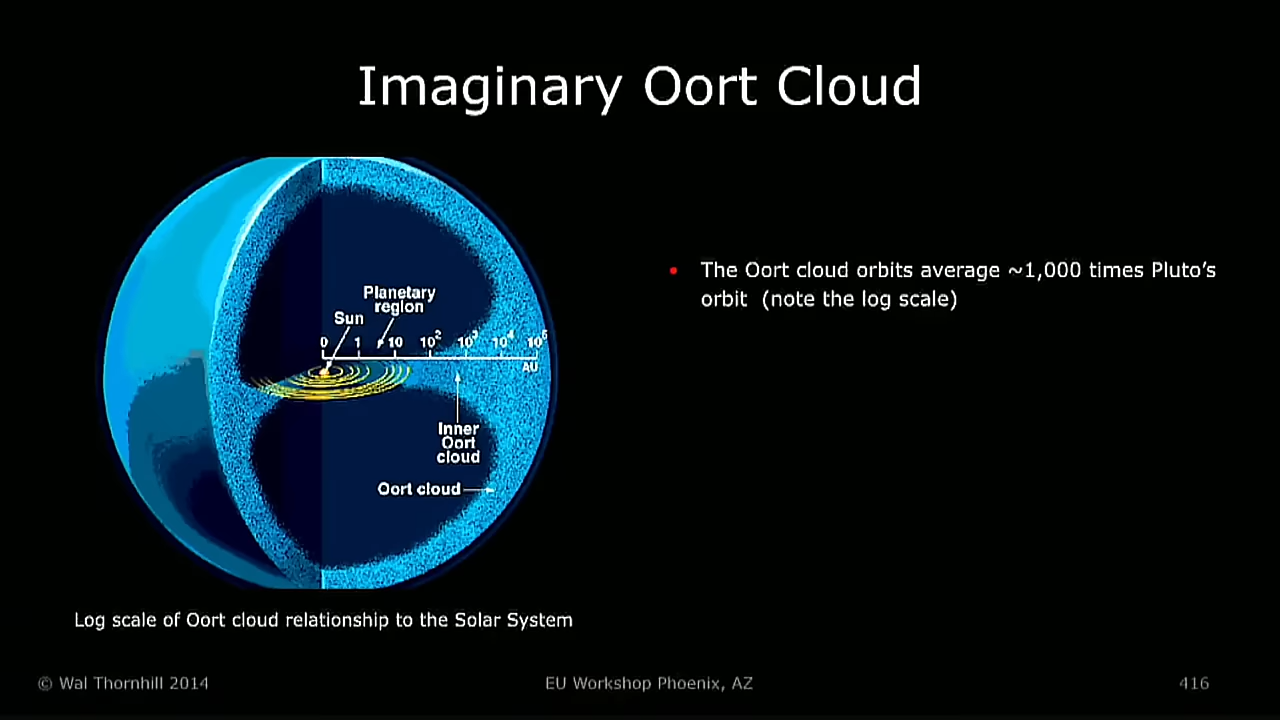 Imaginary Oort Cloud
Planetary
region
Sun
0 1 10 10² 10³ 10⁴ 10⁵
AU
Inner
Oort
cloud
Oort cloud
• The Oort cloud orbits average ~1,000 times Pluto’s
orbit (note the log scale)
Log scale of Oort cloud relationship to the Solar System
© Wal Thornhill 2014
EU Workshop Phoenix, AZ
416